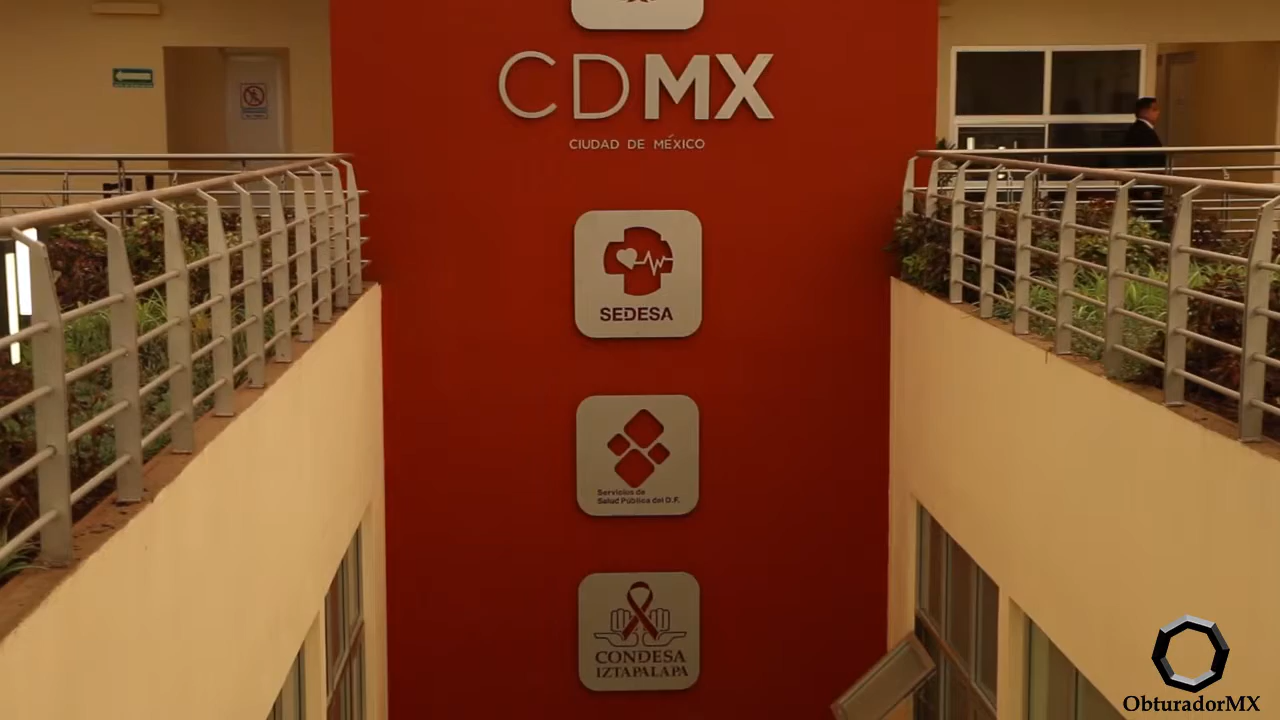 CDMX
CIUDAD DE MÉXICO
SEDESA
Servicios de
Salud Pública del D.F.
CONDESA
IZTAPALAPA
ObturadorMX